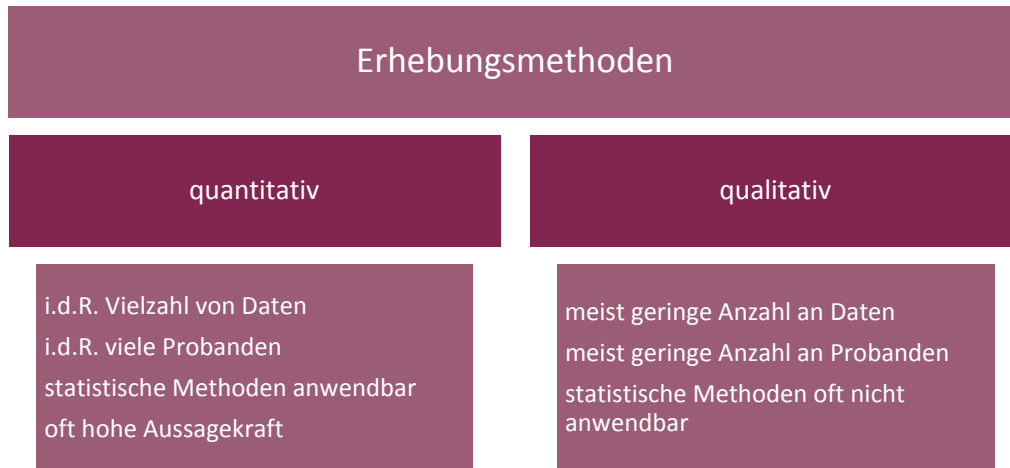 Erhebungsmethoden
quantitativ
i.d.R. Vielzahl von Daten
i.d.R. viele Probanden
statistische Methoden anwendbar
oft hohe Aussagekraft
qualitativ
meist geringe Anzahl an Daten
meist geringe Anzahl an Probanden
statistische Methoden oft nicht
anwendbar